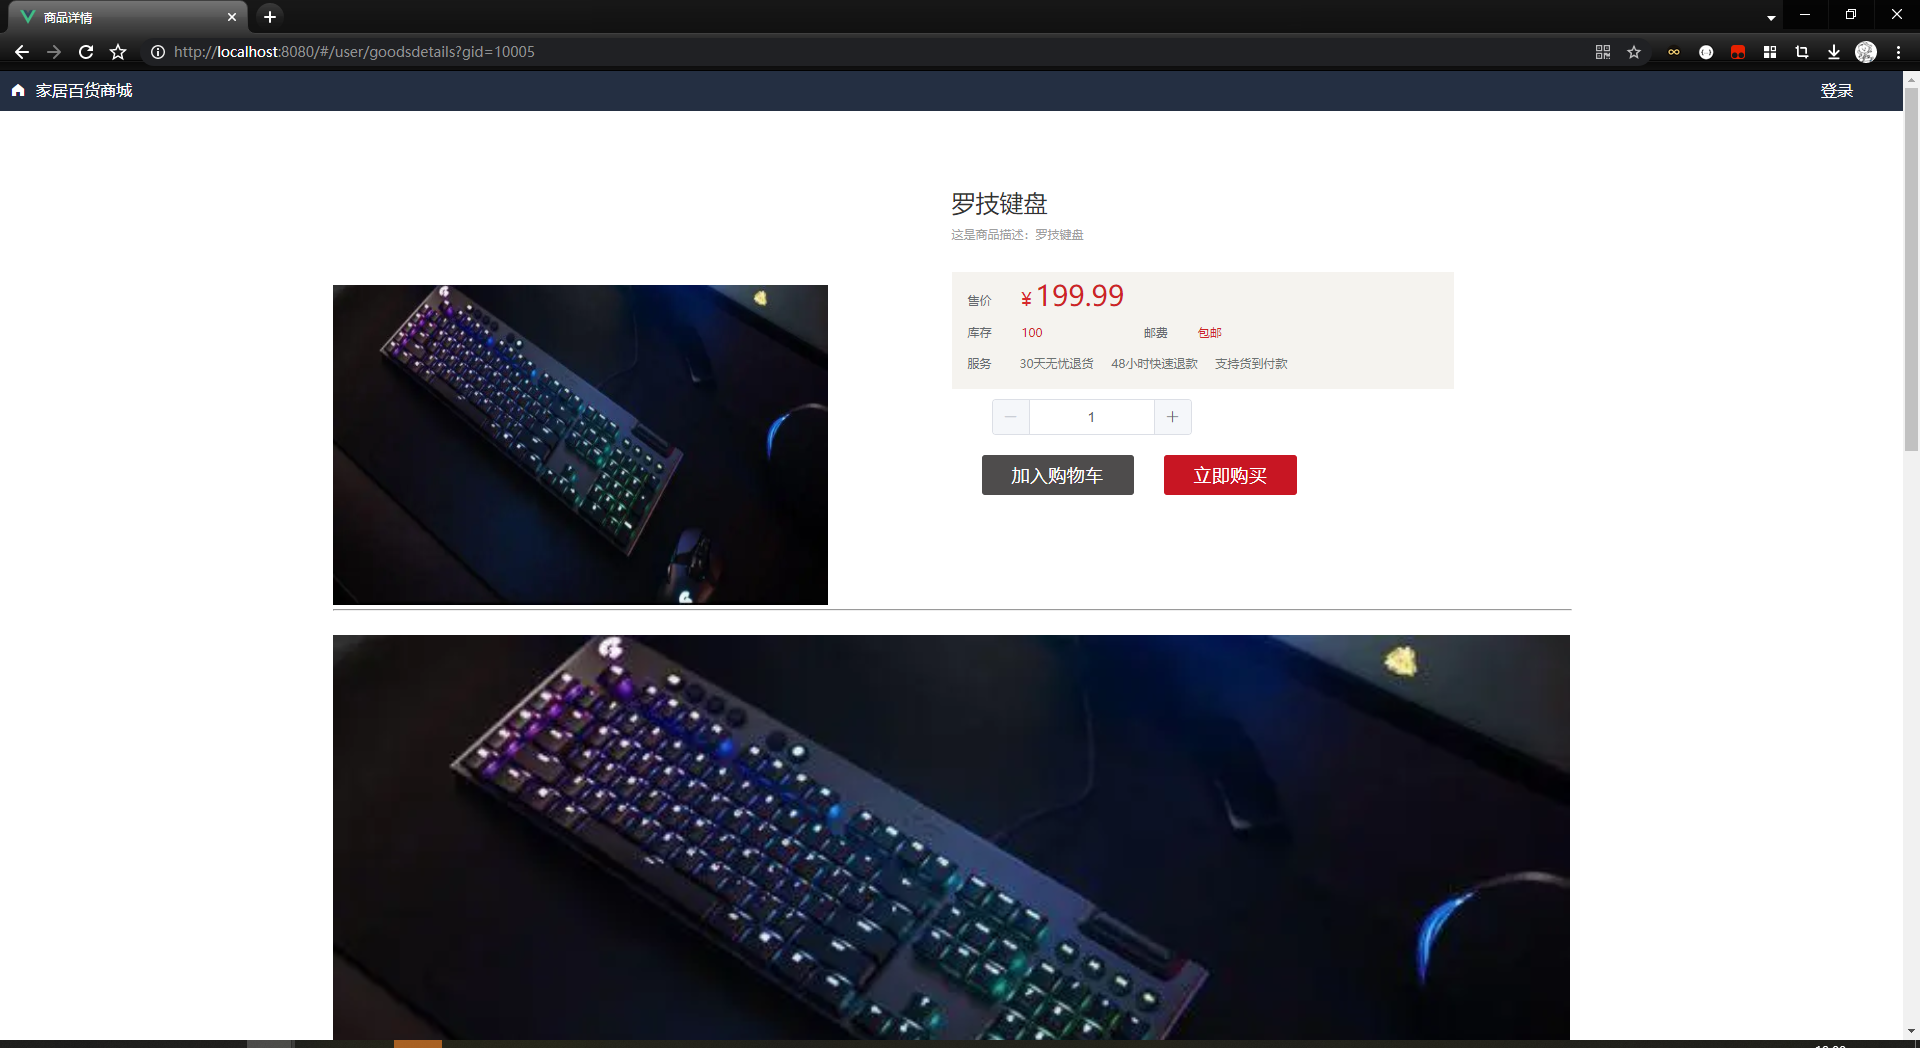 商品详情
http://localhost:8080/#/user/goodsdetails?gid=10005
家居百货商城
登录
罗技键盘
这是商品描述：罗技键盘
售价 ¥ 199.99
库存 100 邮费 包邮
服务 30天无忧退货 48小时快速退款 支持货到付款
1
加入购物车 立即购买